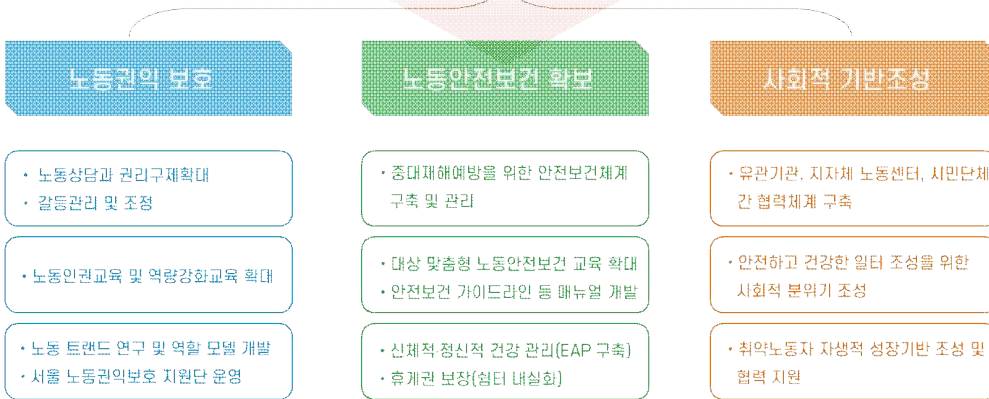 노동권익 보호
• 노동상담과 권리구제확대
• 갈등관리 및 조정
• 노동인권교육 및 역량강화교육 확대
• 노동 트랜드 연구 및 역할 모델 개발
• 서울 노동권익보호 지원단 운영
노동안전보건 확보
• 중대재해예방을 위한 안전보건체계
구축 및 관리
• 대상 맞춤형 노동안전보건 교육 확대
• 안전보건 가이드라인 등 매뉴얼 개발
• 신체적·정신적 건강 관리(EAP 구축)
• 휴게권 보장(쉼터 내실화)
사회적 기반조성
• 유관기관, 지자체 노동센터, 시민단체
간 협력체계 구축
• 안전하고 건강한 일터 조성을 위한
사회적 분위기 조성
• 취약노동자 자생적 성장기반 조성 및
협력 지원